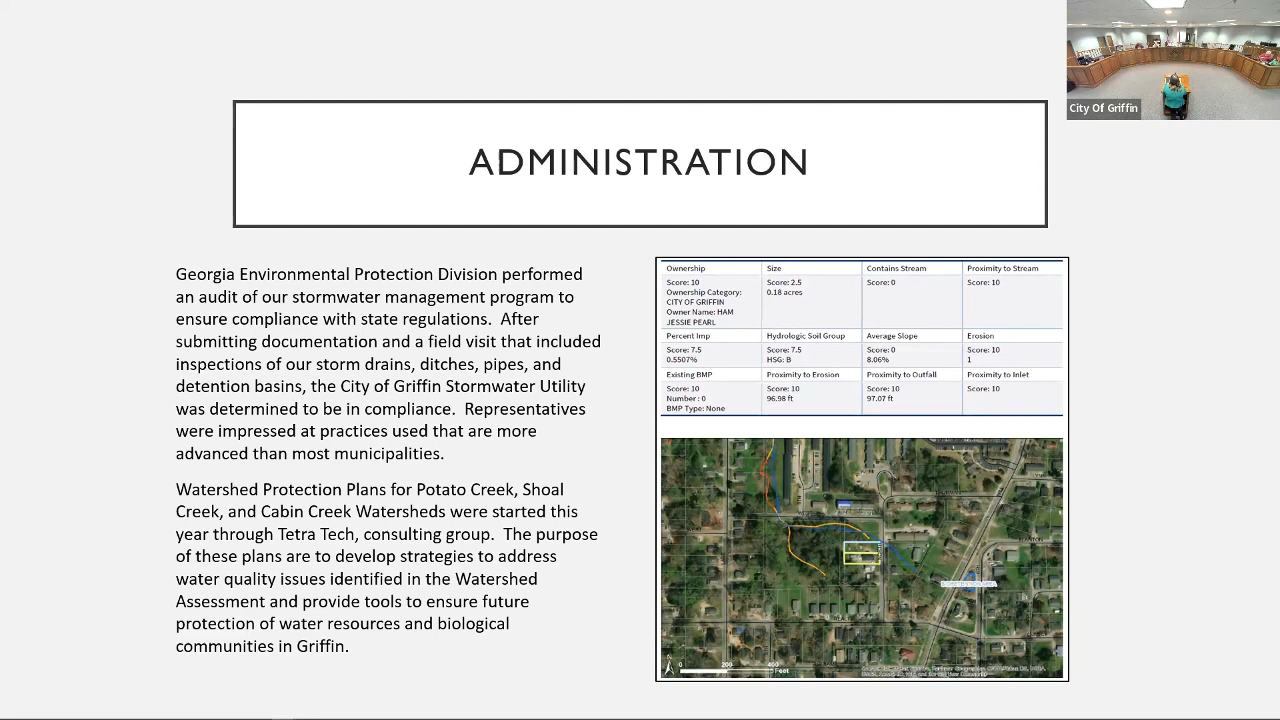 City Of Griffin
ADMINISTRATION
Georgia Environmental Protection Division performed
an audit of our stormwater management program to
ensure compliance with state regulations. After
submitting documentation and a field visit that included
inspections of our storm drains, ditches, pipes, and
detention basins, the City of Griffin Stormwater Utility
was determined to be in compliance. Representatives
were impressed at practices used that are more
advanced than most municipalities.
Watershed Protection Plans for Potato Creek, Shoal
Creek, and Cabin Creek Watersheds were started this
year through Tetra Tech, consulting group. The purpose
of these plans are to develop strategies to address
water quality issues identified in the Watershed
Assessment and provide tools to ensure future
protection of water resources and biological
communities in Griffin.
Ownership Size Contains Stream Proximity to Stream
Score: 10 Score: 2.5 Score: 0 Score: 10
Ownership Category: 0.18 acres
CITY OF GRIFFIN
Owner Name: HAM
JESSIE PEARL
Percent Imp Hydrologic Soil Group Average Slope Erosion
Score: 7.5 Score: 7.5 Score: 0 Score: 10
0.5507% HSG: B 8.06% 1
Existing BMP Proximity to Erosion Proximity to Outfall Proximity to Inlet
Score: 10 Score: 10 Score: 10 Score: 10
Number : 0 96.98 ft 97.07 ft
BMP Type: None
0 200 400
Feet